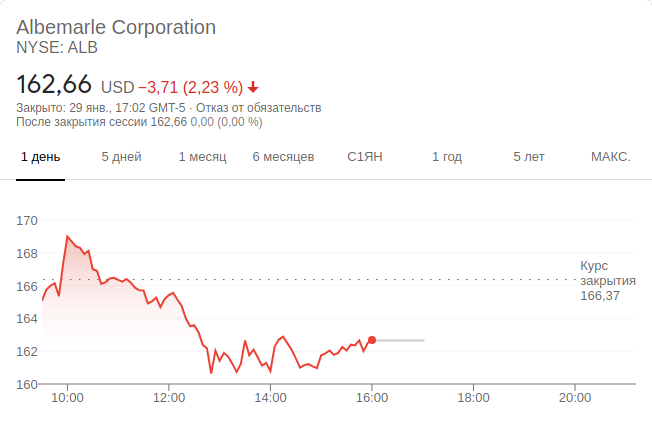 Albemarle Corporation
NYSE: ALB
162,66 USD −3,71 (2,23 %)
Закрыто: 29 янв., 17:02 GMT-5 · Отказ от обязательств
После закрытия сессии 162,66 0,00 (0,00 %)
1 день 5 дней 1 месяц 6 месяцев С1ЯН 1 год 5 лет МАКС.
170
168
166
164
162
160
Курс
закрытия
166,37
10:00 12:00 14:00 16:00 18:00 20:00